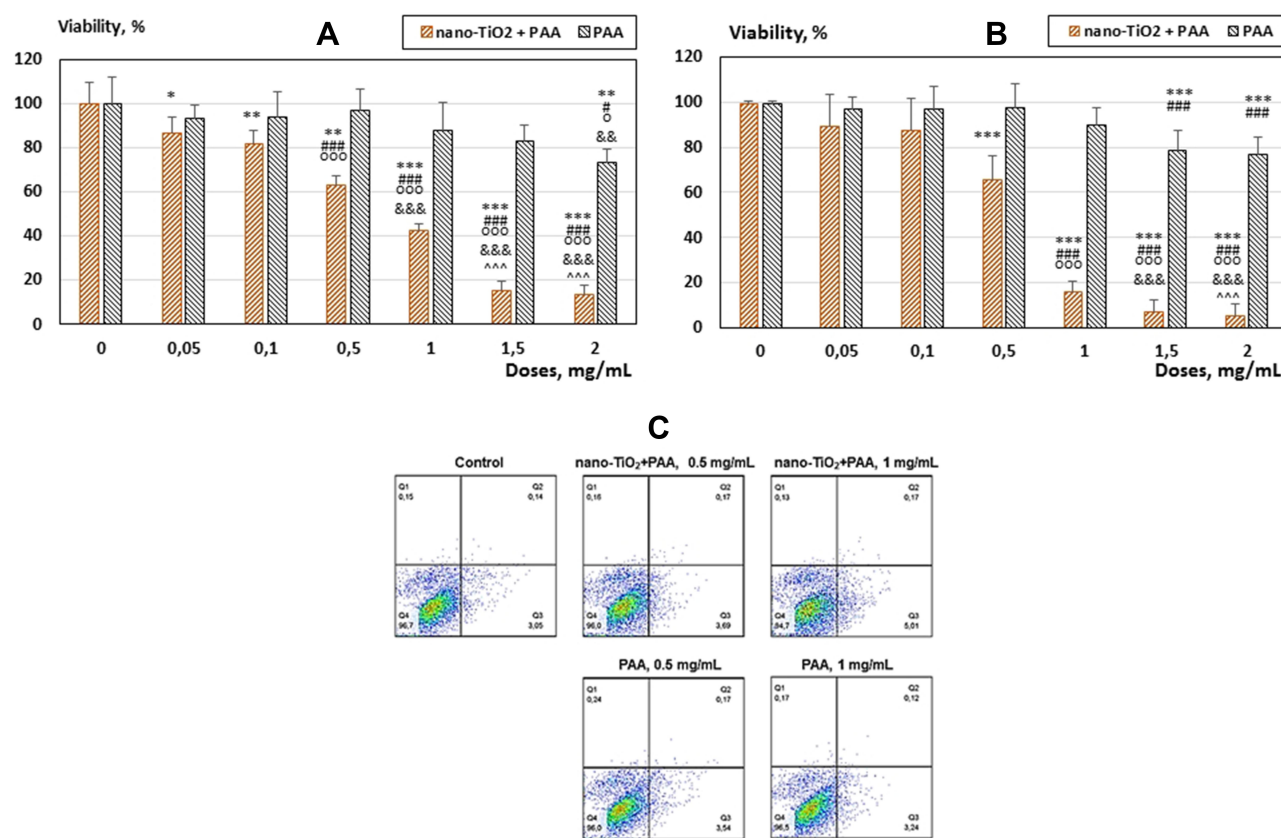 Viability, %
A
nano-TiO2 + PAA
PAA
120
100
80
60
40
20
0
*
**
**
###
OOO
***
###
OOO
&&&
***
###
OOO
&&&
^^^
***
###
OOO
&&&
^^^
**
#
O
&&
0 0,05 0,1 0,5 1 1,5 2
Doses, mg/mL
Viability, %
B
nano-TiO2 + PAA
PAA
120
100
80
60
40
20
0
***
***
###
OOO
***
###
OOO
&&&
***
###
OOO
&&&
^^^
***
###
***
###
0 0,05 0,1 0,5 1 1,5 2
Doses, mg/mL
C
Control
Q1
0,15
Q2
0,14
Q4
96,7
Q3
3,05
nano-TiO₂+PAA, 0.5 mg/mL
Q1
0,16
Q2
0,17
Q4
96,0
Q3
3,69
nano-TiO₂+PAA, 1 mg/mL
Q1
0,13
Q2
0,17
Q4
94,7
Q3
5,01
PAA, 0.5 mg/mL
Q1
0,24
Q2
0,17
Q4
96,0
Q3
3,54
PAA, 1 mg/mL
Q1
0,17
Q2
0,12
Q4
96,5
Q3
3,24